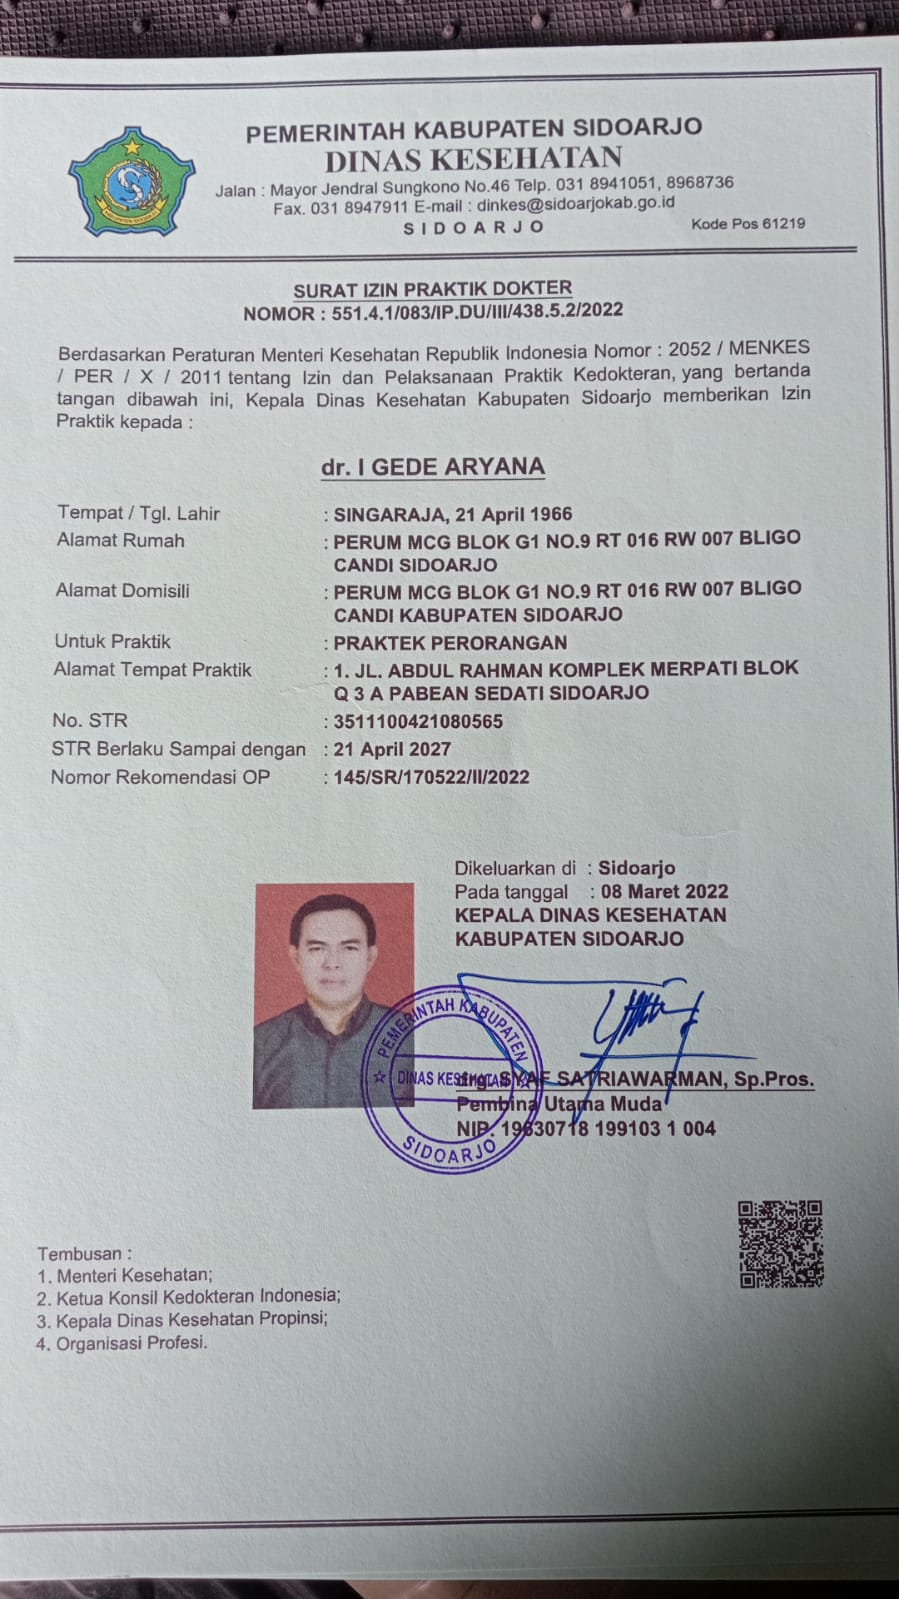 PEMERINTAH KABUPATEN SIDOARJO
DINAS KESEHATAN
Jalan : Mayor Jendral Sungkono No.46 Telp. 031 8941051, 8968736
Fax. 031 8947911 E-mail : dinkes@sidoarjokab.go.id
SIDOARJO
Kode Pos 61219
SURAT IZIN PRAKTIK DOKTER
NOMOR : 551.4.1/083/IP.DU/III/438.5.2/2022
Berdasarkan Peraturan Menteri Kesehatan Republik Indonesia Nomor : 2052 / MENKES
/ PER / X / 2011 tentang Izin dan Pelaksanaan Praktik Kedokteran, yang bertanda
tangan dibawah ini, Kepala Dinas Kesehatan Kabupaten Sidoarjo memberikan Izin
Praktik kepada :
dr. I GEDE ARYANA
Tempat / Tgl. Lahir : SINGARAJA, 21 April 1966
Alamat Rumah : PERUM MCG BLOK G1 NO.9 RT 016 RW 007 BLIGO
CANDI SIDOARJO
Alamat Domisili : PERUM MCG BLOK G1 NO.9 RT 016 RW 007 BLIGO
CANDI KABUPATEN SIDOARJO
Untuk Praktik : PRAKTEK PERORANGAN
Alamat Tempat Praktik : 1. JL. ABDUL RAHMAN KOMPLEK MERPATI BLOK
Q 3 A PABEAN SEDATI SIDOARJO
No. STR : 3511100421080565
STR Berlaku Sampai dengan : 21 April 2027
Nomor Rekomendasi OP : 145/SR/170522/II/2022
Dikeluarkan di : Sidoarjo
Pada tanggal : 08 Maret 2022
KEPALA DINAS KESEHATAN
KABUPATEN SIDOARJO
PEMERINTAH KABUPATEN
DINAS KESEHATAN
SIDOARJO
drg. SYAF SATRIAWARMAN, Sp.Pros.
Pembina Utama Muda
NIP. 19630718 199103 1 004
Tembusan :
1. Menteri Kesehatan;
2. Ketua Konsil Kedokteran Indonesia;
3. Kepala Dinas Kesehatan Propinsi;
4. Organisasi Profesi.